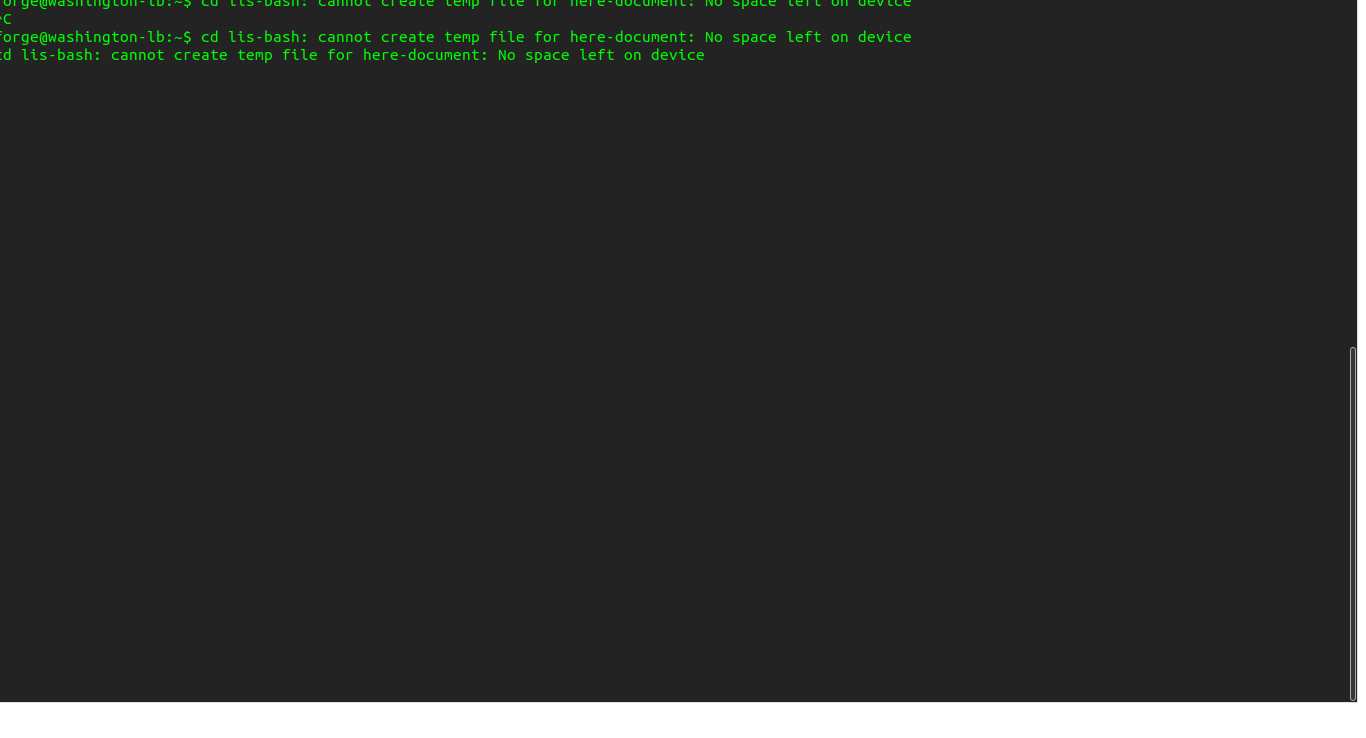 orge@washington-lb:~$ cd lis-bash: cannot create temp file for here-document: No space left on device
^C
forge@washington-lb:~$ cd lis-bash: cannot create temp file for here-document: No space left on device
cd lis-bash: cannot create temp file for here-document: No space left on device